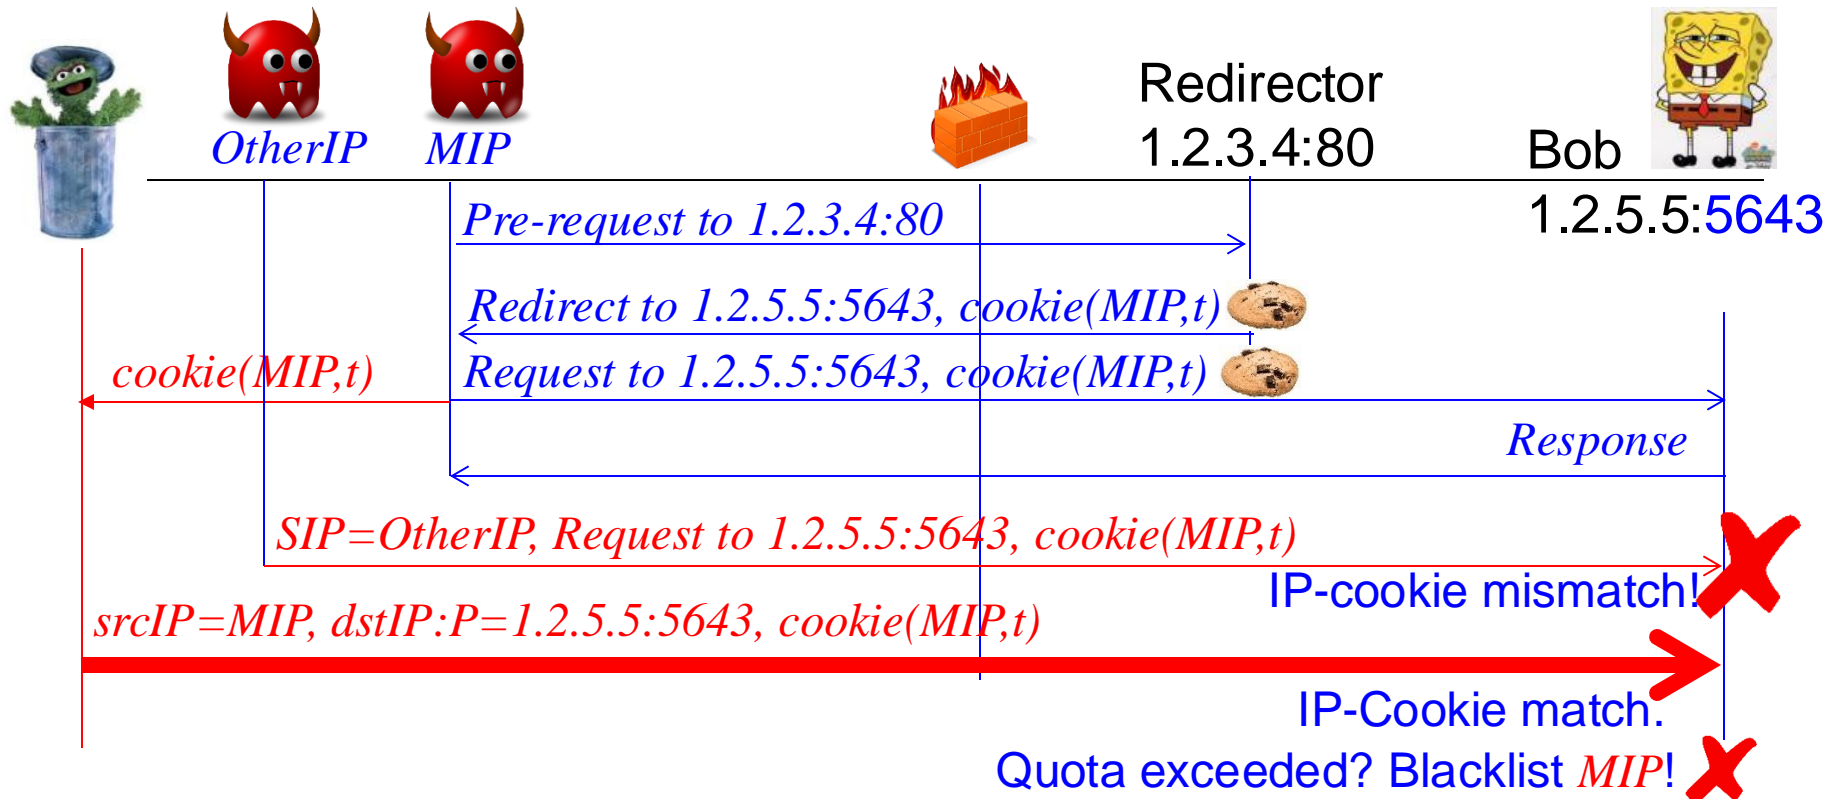 OtherIP
MIP
Redirector
1.2.3.4:80
Bob
1.2.5.5:5643
Pre-request to 1.2.3.4:80
Redirect to 1.2.5.5:5643, cookie(MIP,t)
cookie(MIP,t)
Request to 1.2.5.5:5643, cookie(MIP,t)
Response
SIP=OtherIP, Request to 1.2.5.5:5643, cookie(MIP,t)
IP-cookie mismatch!
srcIP=MIP, dstIP:P=1.2.5.5:5643, cookie(MIP,t)
IP-Cookie match.
Quota exceeded? Blacklist MIP!